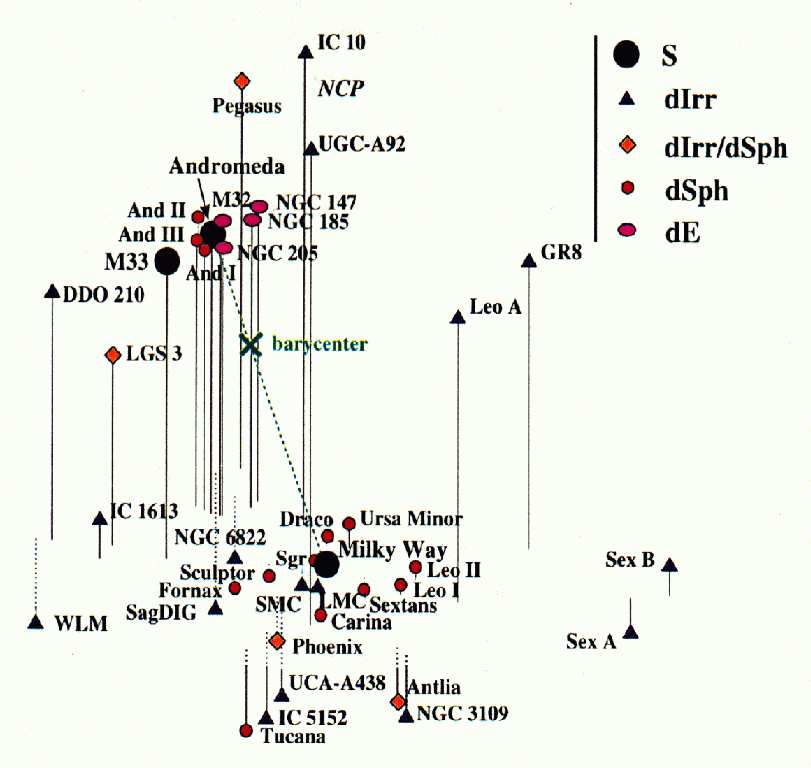 IC 10
S
NCP
dIrr
Pegasus
UGC-A92
dIrr/dSph
Andromeda
dSph
M32
NGC 147
And II
NGC 185
dE
And III
NGC 205
GR8
M33
And I
DDO 210
Leo A
barycenter
LGS 3
IC 1613
Draco
Ursa Minor
NGC 6822
Milky Way
Sgr
Sex B
Sculptor
Leo II
Fornax
Leo I
SagDIG
SMC
LMC
Sextans
WLM
Carina
Sex A
Phoenix
UCA-A438
Antlia
IC 5152
NGC 3109
Tucana